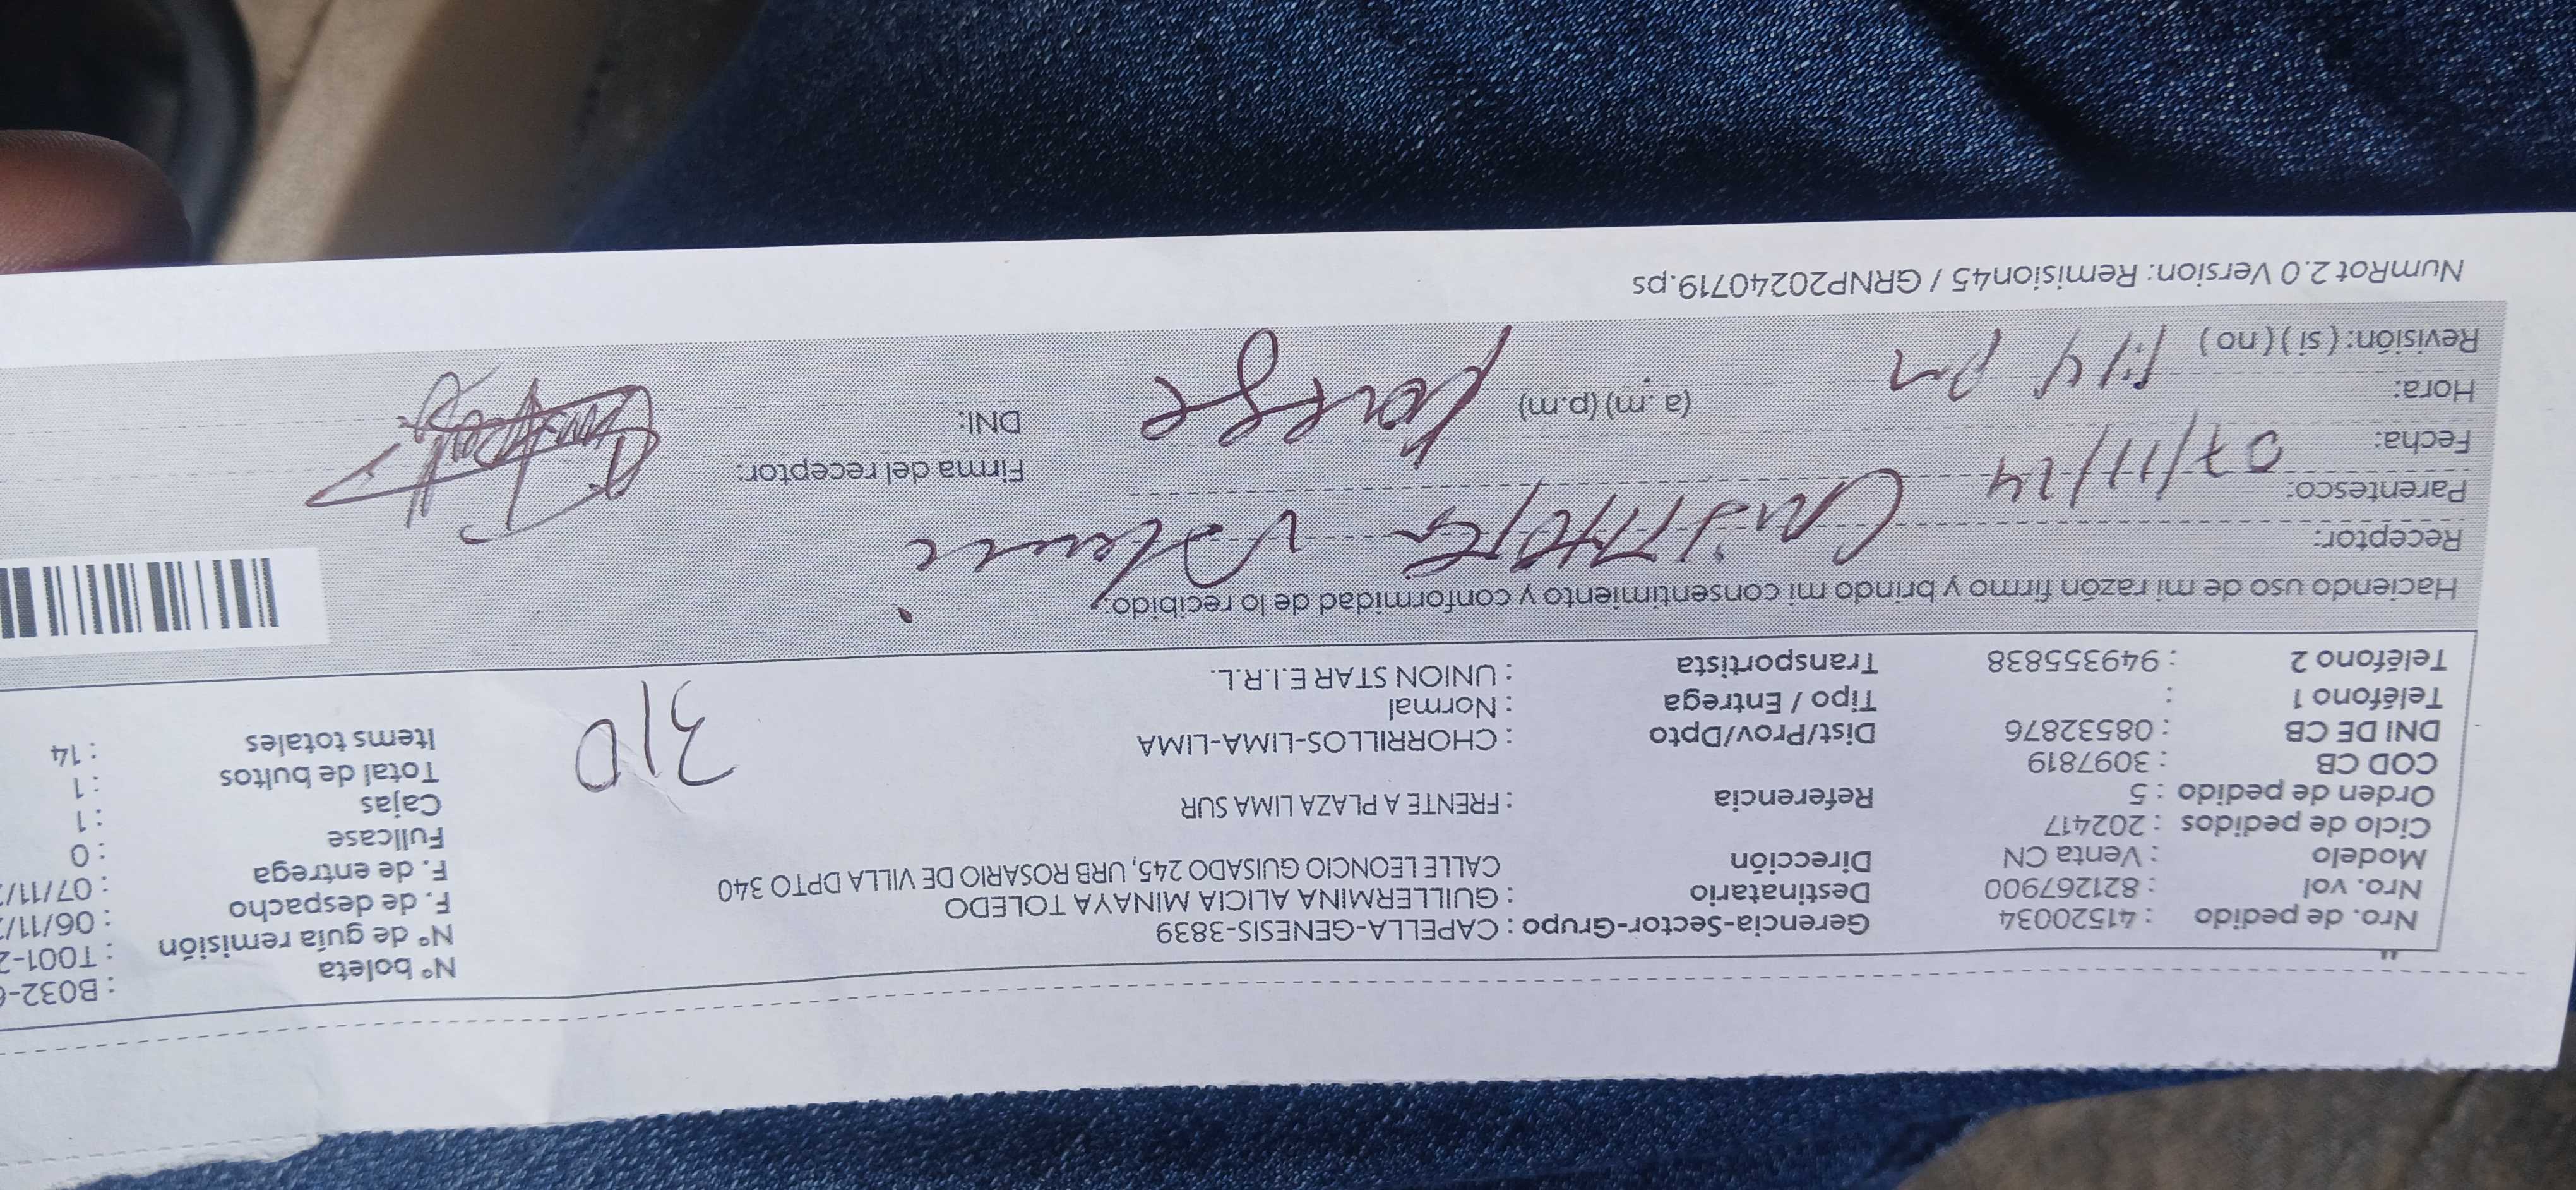 Nro. de pedido : 41520034 Gerencia-Sector-Grupo : CAPELLA-GENESIS-3839 N° boleta : B032-
Nro. vol : 821267900 Destinatario : GUILLERMINA ALICIA MINAYA TOLEDO N° de guía remisión : T001-2
Modelo : Venta CN Dirección CALLE LEONCIO GUISADO 245, URB ROSARIO DE VILLA DPTO 340 F. de despacho : 06/11/
Ciclo de pedidos : 202417 F. de entrega : 07/11/
Orden de pedido : 5 Referencia : FRENTE A PLAZA LIMA SUR Fullcase : 0
COD CB : 3097819 Cajas : 1
DNI DE CB : 08532876 Dist/Prov/Dpto : CHORRILLOS-LIMA-LIMA Total de bultos : 1
Teléfono 1 : Tipo / Entrega : Normal Items totales : 14
Teléfono 2 : 949355838 Transportista : UNION STAR E.I.R.L.
310
Haciendo uso de mi razón firmo y brindo mi consentimiento y conformidad de lo recibido:
Receptor:
Parentesco: Firma del receptor:
Fecha: 07/11/24 DNI:
Hora: 1:14 Pm (a.m) (p.m)
Revisión: ( si ) ( no )
NumRot 2.0 Version: Remision45 / GRNP20240719.ps